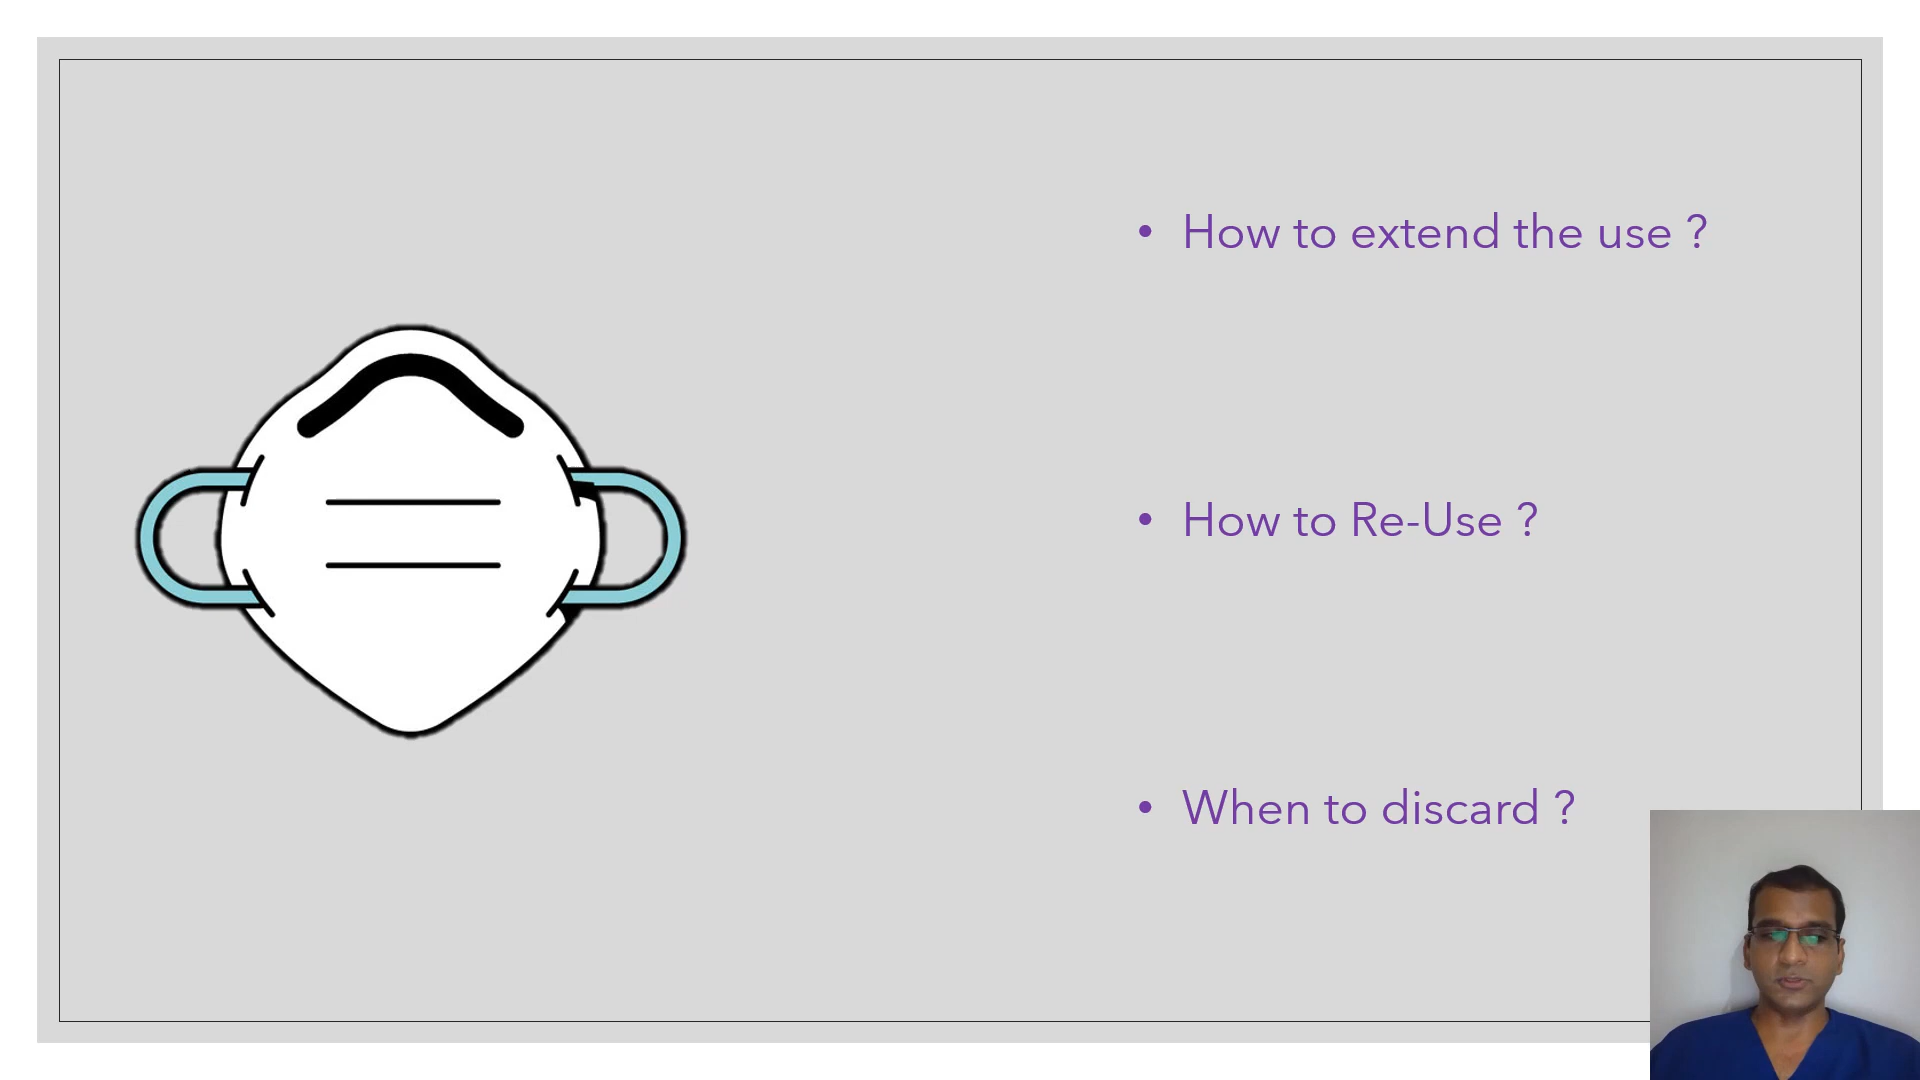 • How to extend the use ?
• How to Re-Use ?
• When to discard ?